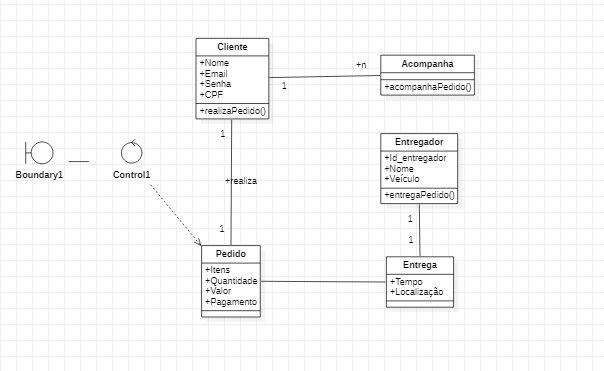 Cliente
+Nome
+Email
+Senha
+CPF
+realizaPedido()
1
+n
Acompanha
+acompanhaPedido()
Entregador
+Id_entregador
+Nome
+Veículo
+entregaPedido()
Boundary1
Control1
1
+realiza
1
1
1
Pedido
+Itens
+Quantidade
+Valor
+Pagamento
Entrega
+Tempo
+Localização